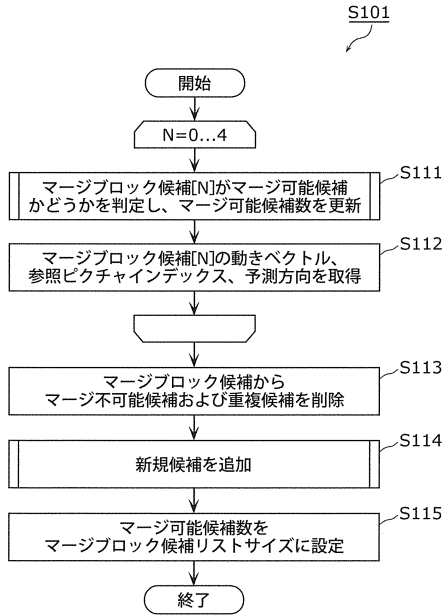 S101
開始
N=0...4
S111
マージブロック候補[N]がマージ可能候補
かどうかを判定し、マージ可能候補数を更新
S112
マージブロック候補[N]の動きベクトル、
参照ピクチャインデックス、予測方向を取得
S113
マージブロック候補から
マージ不可能候補および重複候補を削除
S114
新規候補を追加
S115
マージ可能候補数を
マージブロック候補リストサイズに設定
終了